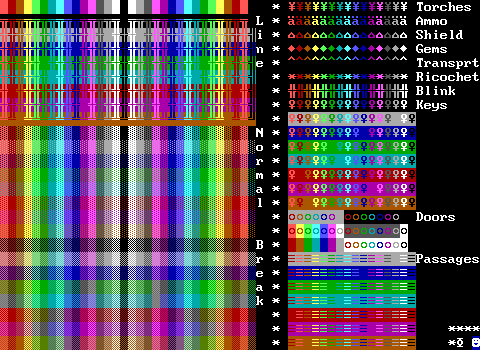 Line
Normal
Break
* Torches
* Ammo
* Shield
* Gems
* Transprt
* Ricochet
* Blink
* Keys
*
*
*
*
*
*
*
* Doors
*
*
* Passages
*
*
*
*
* ****
* *